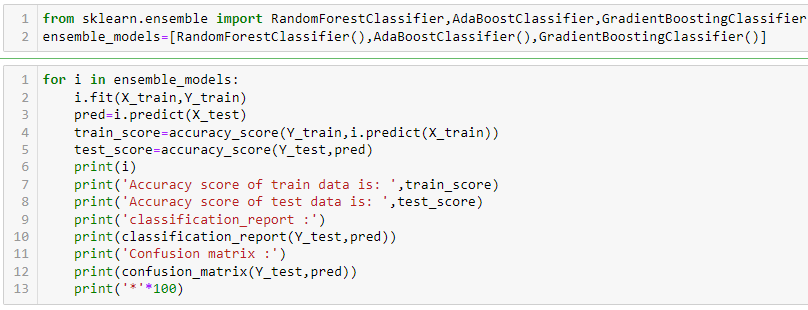 1 from sklearn.ensemble import RandomForestClassifier,AdaBoostClassifier,GradientBoostingClassifier
2 ensemble_models=[RandomForestClassifier(),AdaBoostClassifier(),GradientBoostingClassifier()]
1 for i in ensemble_models:
2     i.fit(X_train,Y_train)
3     pred=i.predict(X_test)
4     train_score=accuracy_score(Y_train,i.predict(X_train))
5     test_score=accuracy_score(Y_test,pred)
6     print(i)
7     print('Accuracy score of train data is: ',train_score)
8     print('Accuracy score of test data is: ',test_score)
9     print('classification_report :')
10     print(classification_report(Y_test,pred))
11     print('Confusion matrix :')
12     print(confusion_matrix(Y_test,pred))
13     print('*'*100)